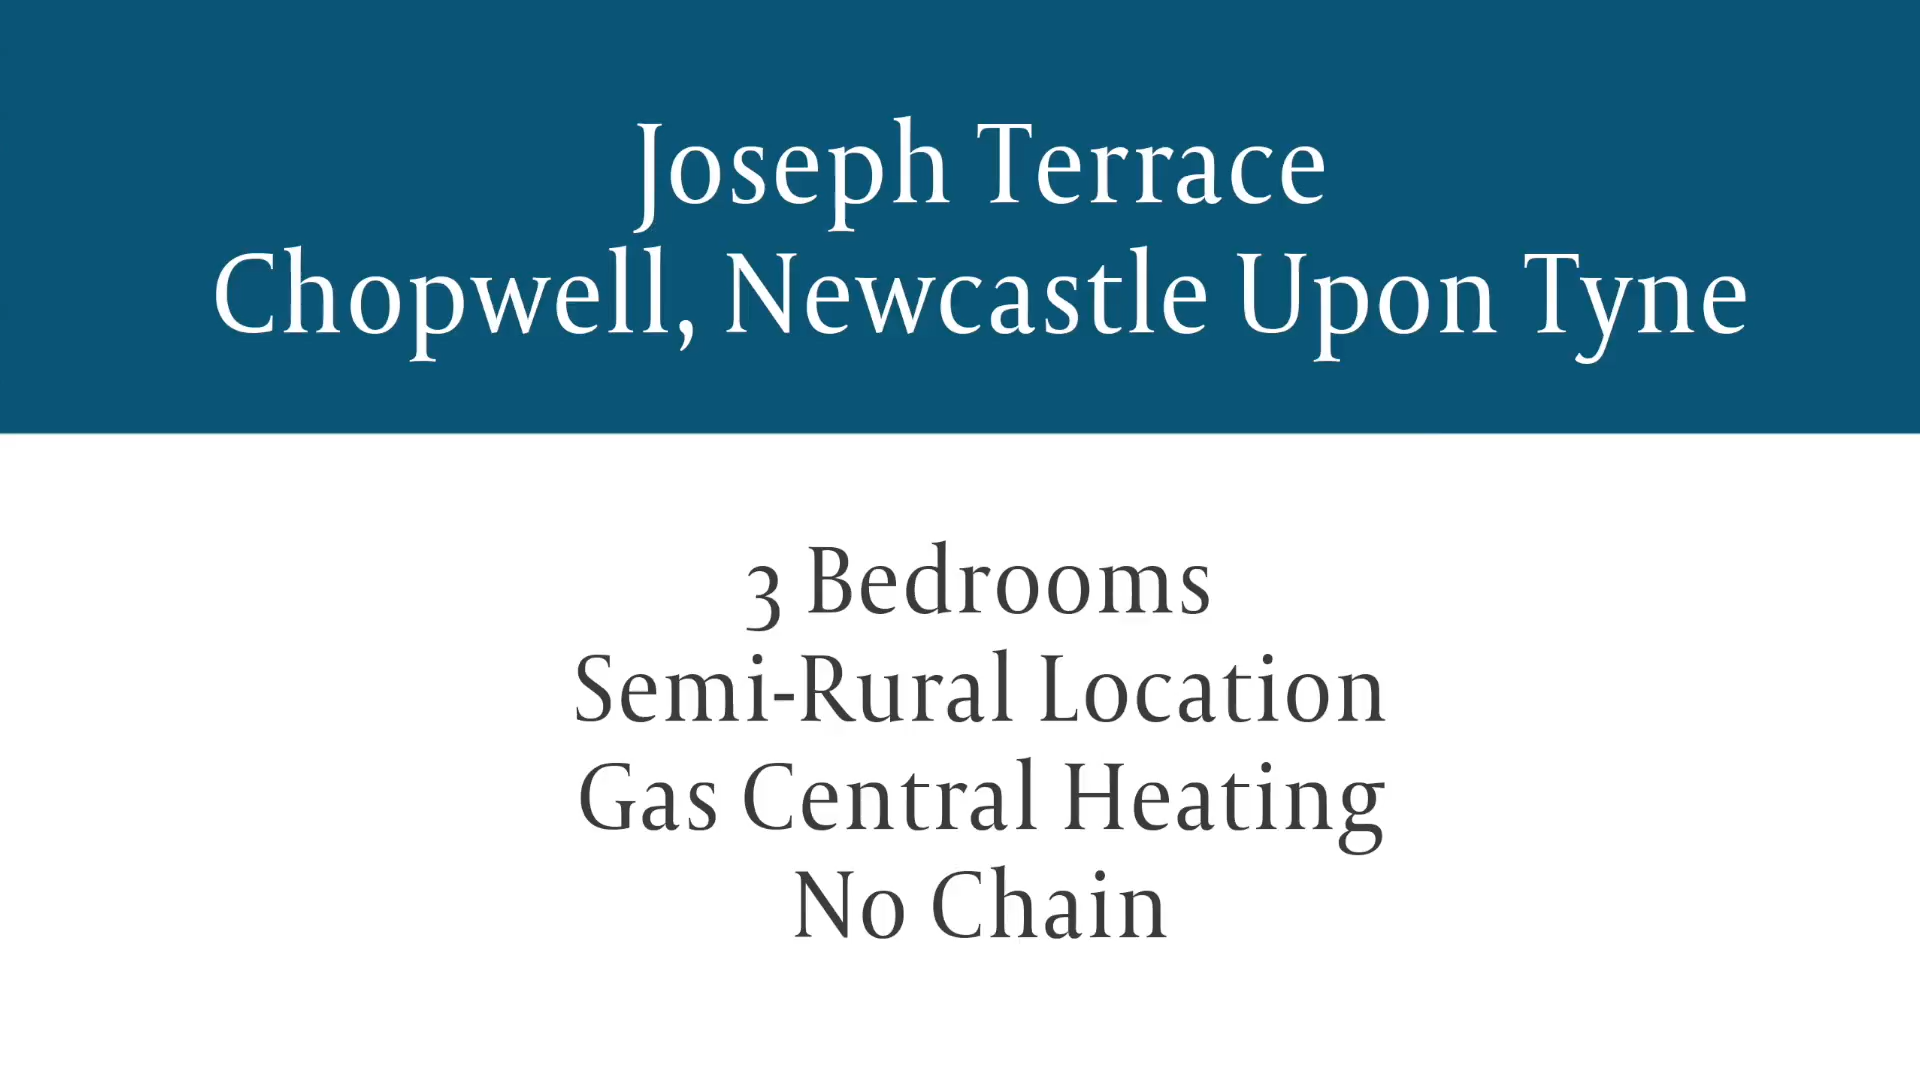 Joseph Terrace
Chopwell, Newcastle Upon Tyne
3 Bedrooms
Semi-Rural Location
Gas Central Heating
No Chain